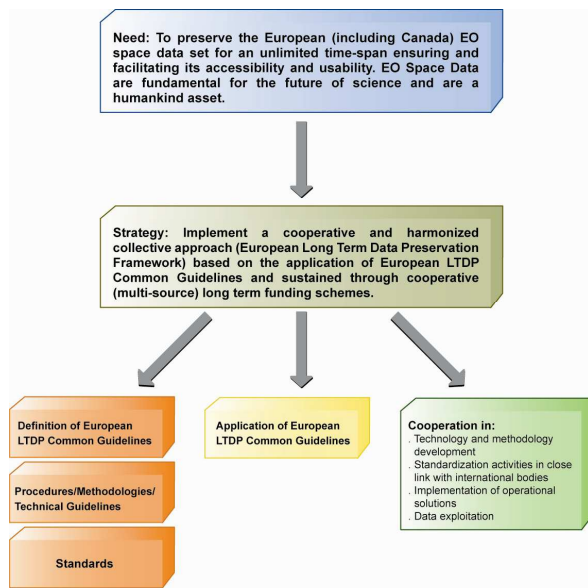 Need: To preserve the European (including Canada) EO
space data set for an unlimited time-span ensuring and
facilitating its accessibility and usability. EO Space Data
are fundamental for the future of science and are a
humankind asset.
Strategy: Implement a cooperative and harmonized
collective approach (European Long Term Data Preservation
Framework) based on the application of European LTDP
Common Guidelines and sustained through cooperative
(multi-source) long term funding schemes.
Definition of European
LTDP Common Guidelines
Procedures/Methodologies/
Technical Guidelines
Standards
Application of European
LTDP Common Guidelines
Cooperation in:
. Technology and methodology
development
. Standardization activities in close
link with international bodies
. Implementation of operational
solutions
. Data exploitation